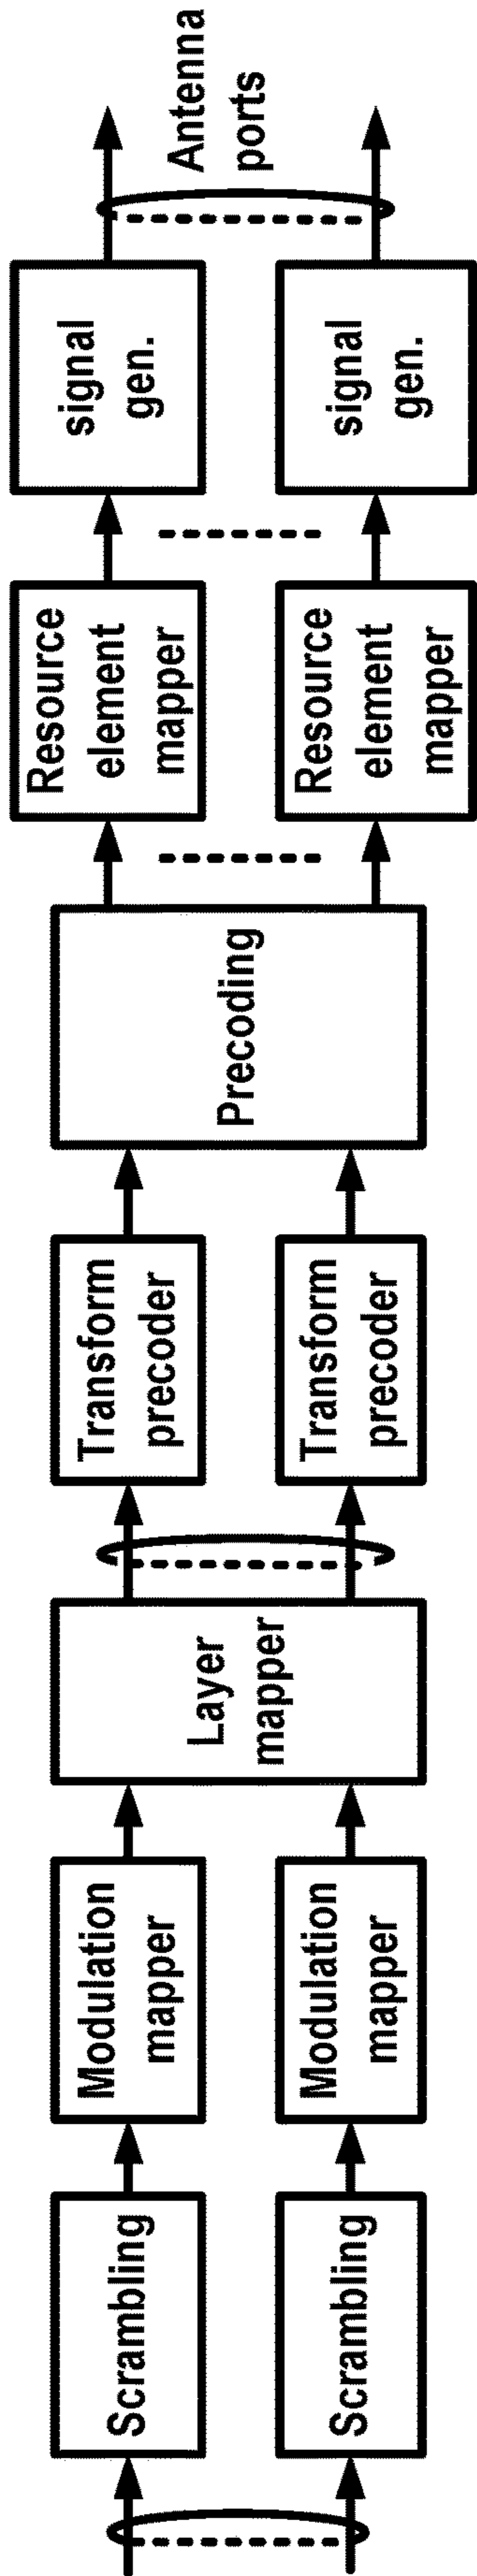 Scrambling
Scrambling
Modulation
mapper
Modulation
mapper
Layer
mapper
Transform
precoder
Transform
precoder
Precoding
Resource
element
mapper
Resource
element
mapper
signal
gen.
signal
gen.
Antenna
ports